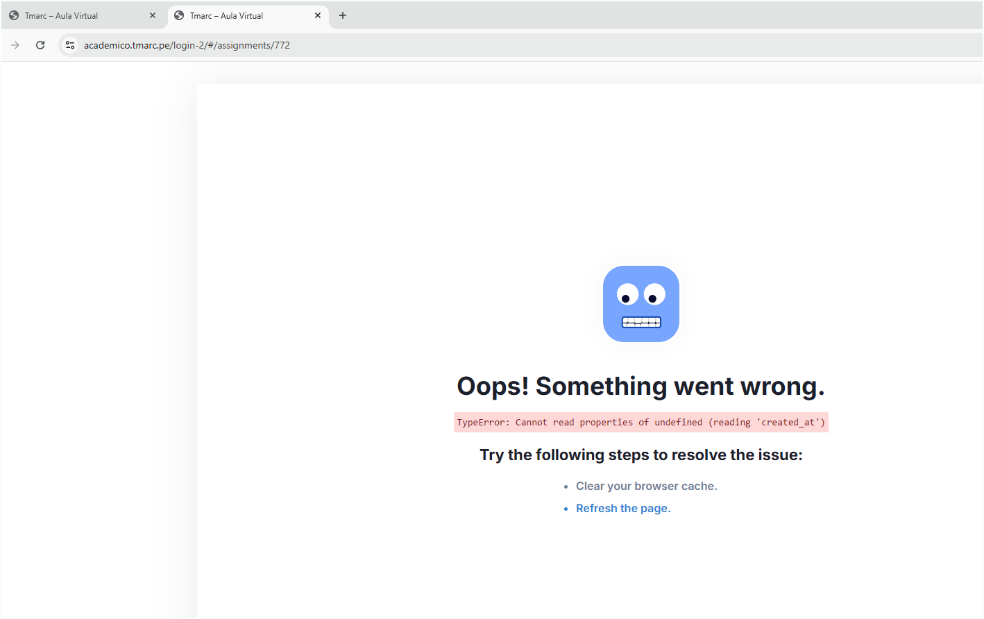 Tmarc – Aula Virtual
Tmarc – Aula Virtual
academico.tmarc.pe/login-2/#/assignments/772
Oops! Something went wrong.
TypeError: Cannot read properties of undefined (reading 'created_at')
Try the following steps to resolve the issue:
Clear your browser cache.
Refresh the page.